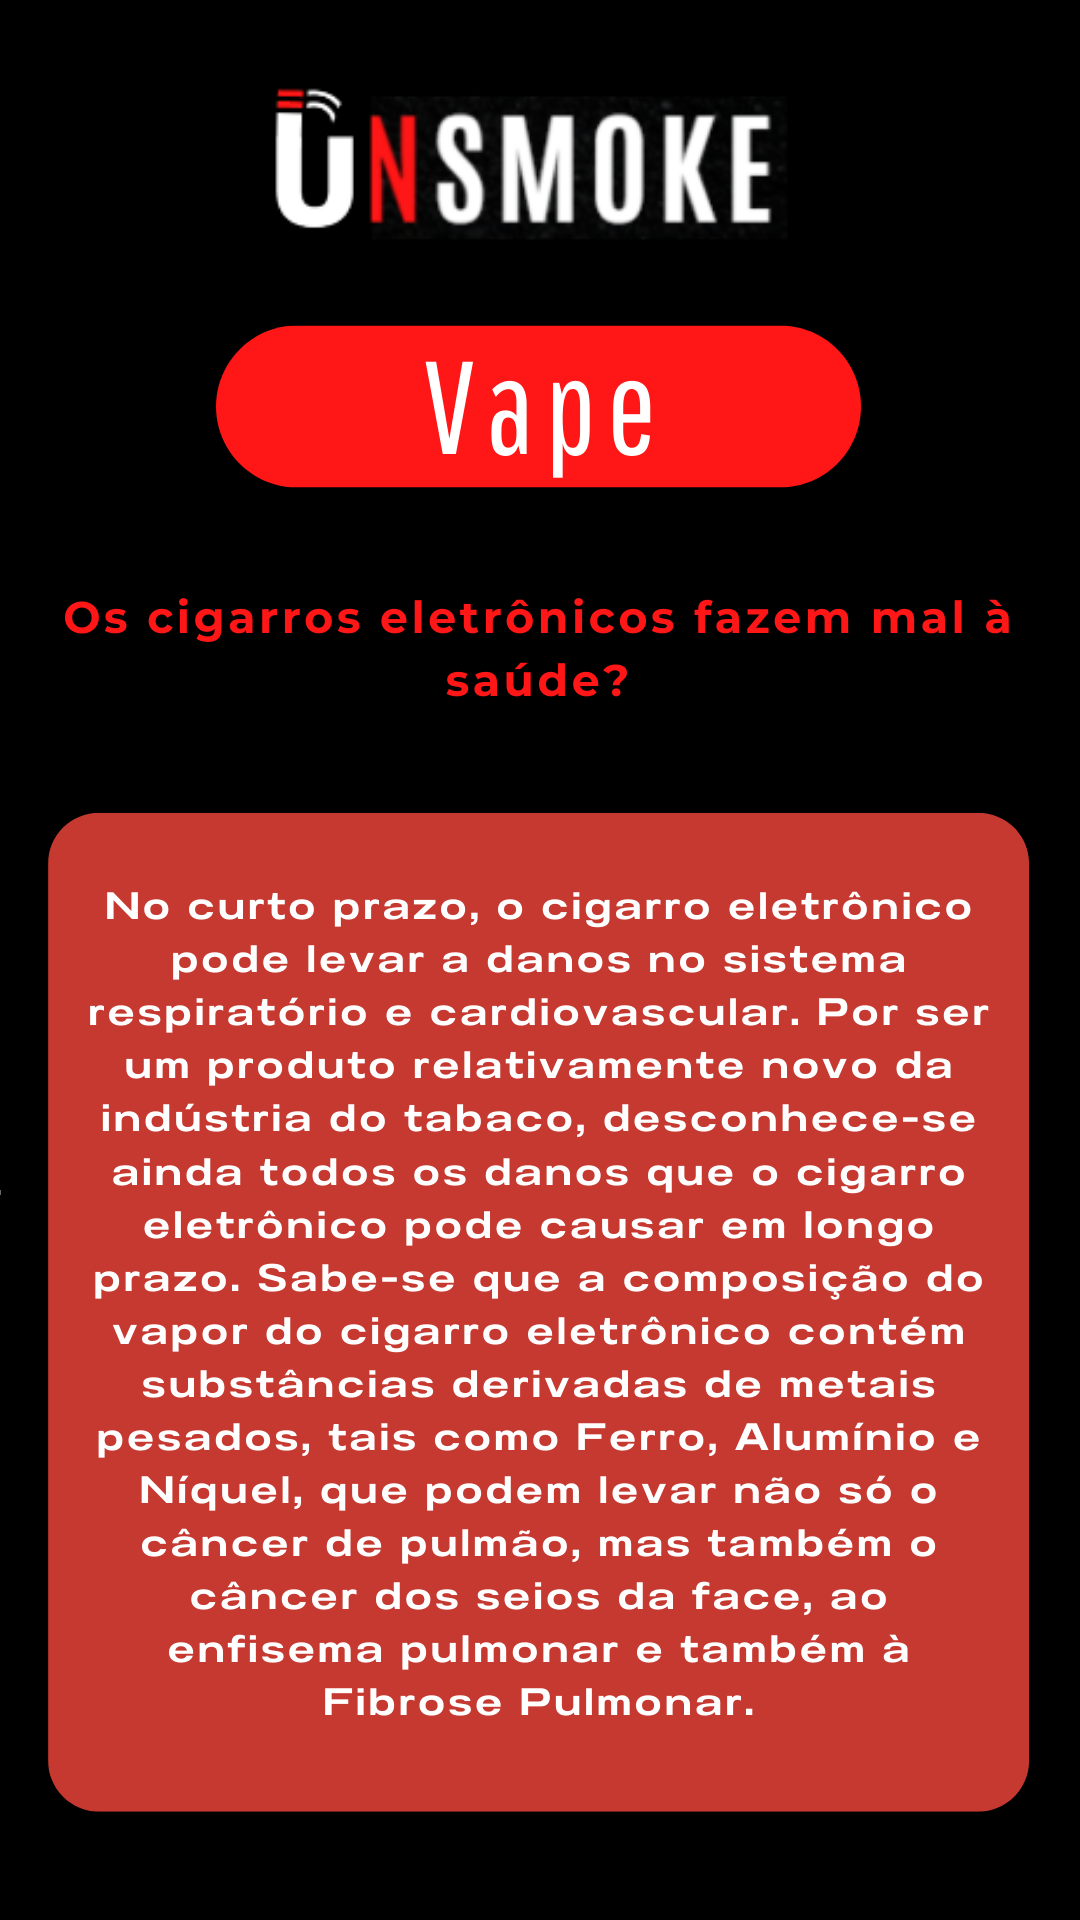 UNSMOKE
Vape
Os cigarros eletrônicos fazem mal à
saúde?
No curto prazo, o cigarro eletrônico
pode levar a danos no sistema
respiratório e cardiovascular. Por ser
um produto relativamente novo da
indústria do tabaco, desconhece-se
ainda todos os danos que o cigarro
eletrônico pode causar em longo
prazo. Sabe-se que a composição do
vapor do cigarro eletrônico contém
substâncias derivadas de metais
pesados, tais como Ferro, Alumínio e
Níquel, que podem levar não só o
câncer de pulmão, mas também o
câncer dos seios da face, ao
enfisema pulmonar e também à
Fibrose Pulmonar.